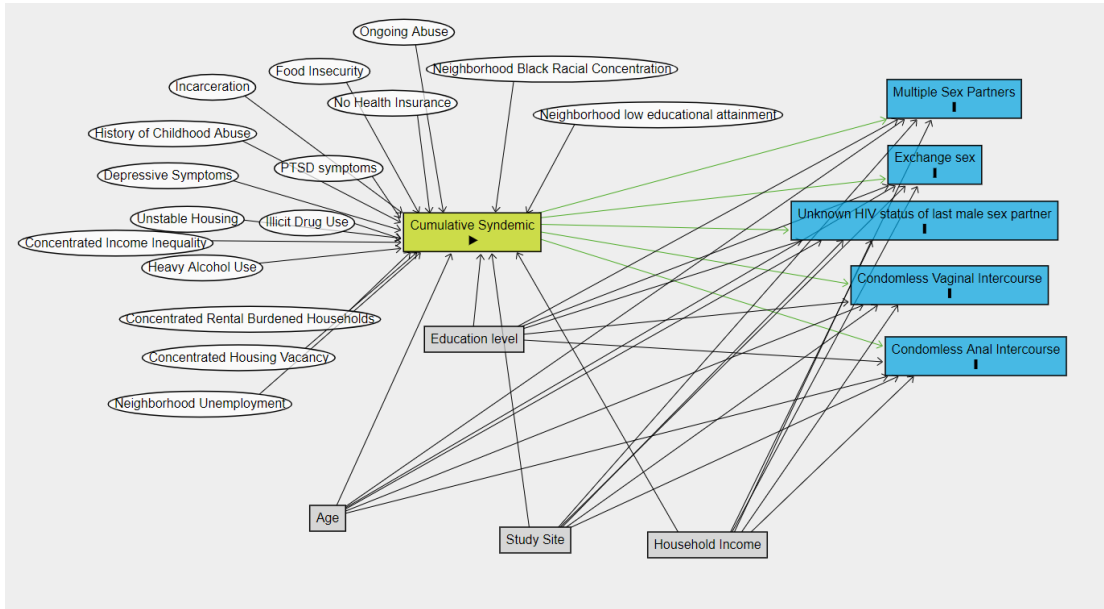 Ongoing Abuse
Food Insecurity
Neighborhood Black Racial Concentration
Incarceration
No Health Insurance
Neighborhood low educational attainment
History of Childhood Abuse
PTSD symptoms
Depressive Symptoms
Unstable Housing
Illicit Drug Use
Concentrated Income Inequality
Heavy Alcohol Use
Cumulative Syndemic
Concentrated Rental Burdened Households
Concentrated Housing Vacancy
Neighborhood Unemployment
Education level
Age
Study Site
Household Income
Multiple Sex Partners
Exchange sex
Unknown HIV status of last male sex partner
Condomless Vaginal Intercourse
Condomless Anal Intercourse